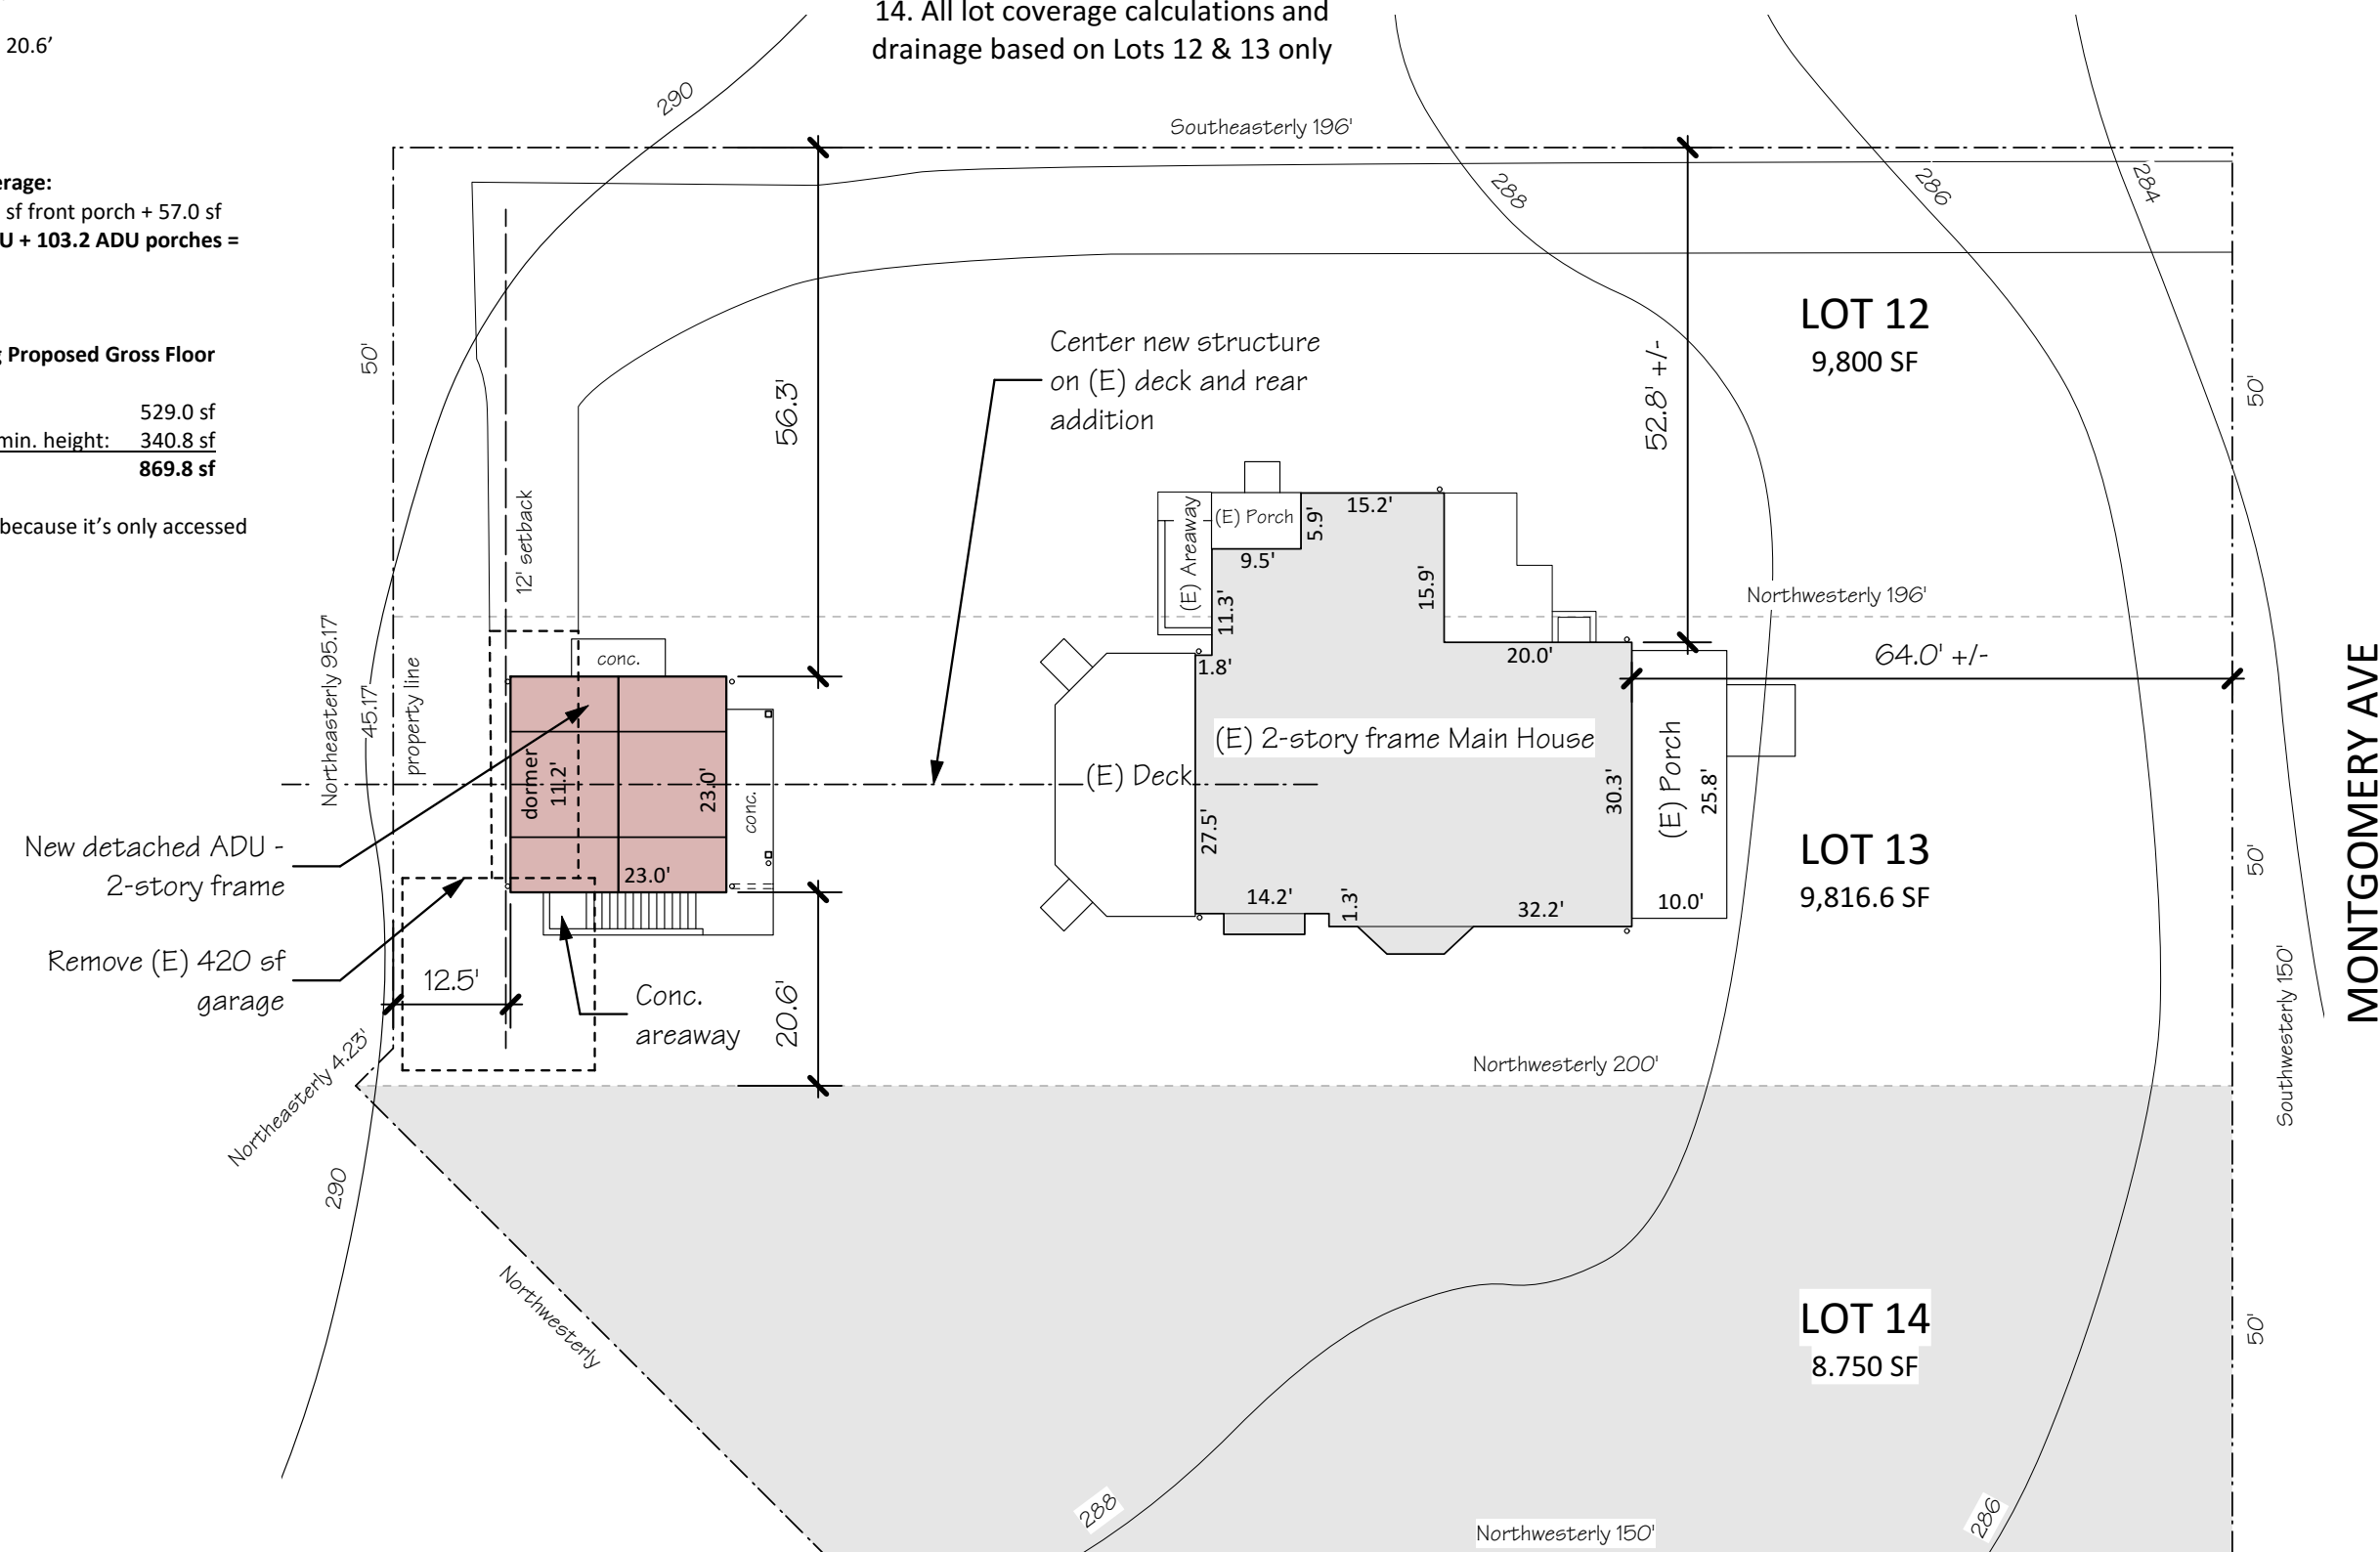 14. All lot coverage calculations and
drainage based on Lots 12 & 13 only
20.6’
erage:
sf front porch + 57.0 sf
U + 103.2 ADU porches =
g Proposed Gross Floor
529.0 sf
min. height: 340.8 sf
869.8 sf
because it’s only accessed
290
Southeasterly 196'
288
286
284
50'
56.3'
Center new structure
on (E) deck and rear
addition
52.8' +/-
LOT 12
9,800 SF
50'
12' setback
(E) Areaway
(E) Porch
5.9'
15.2'
9.5'
11.3'
15.9'
Northwesterly 196'
Northeasterly 95.17'
45.17'
property line
conc.
1.8'
20.0'
64.0' +/-
MONTGOMERY AVE
dormer
11.2'
23.0'
conc.
23.0'
(E) Deck
(E) 2-story frame Main House
27.5'
30.3'
(E) Porch
25.8'
10.0'
14.2'
1.3'
32.2'
LOT 13
9,816.6 SF
50'
New detached ADU -
2-story frame
Remove (E) 420 sf
garage
12.5'
Conc.
areaway
20.6'
Northeasterly 4.23'
Northwesterly 200'
Southwesterly 150'
290
Northwesterly
LOT 14
8.750 SF
50'
288
Northwesterly 150'
286